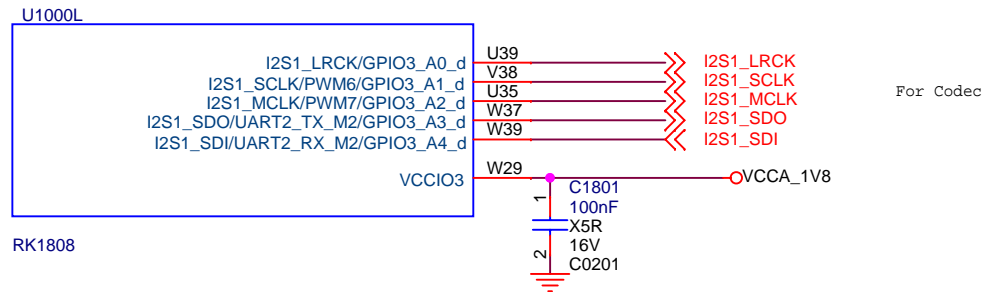 U1000L
I2S1_LRCK/GPIO3_A0_d U39 I2S1_LRCK
I2S1_SCLK/PWM6/GPIO3_A1_d V38 I2S1_SCLK
I2S1_MCLK/PWM7/GPIO3_A2_d U35 I2S1_MCLK For Codec
I2S1_SDO/UART2_TX_M2/GPIO3_A3_d W37 I2S1_SDO
I2S1_SDI/UART2_RX_M2/GPIO3_A4_d W39 I2S1_SDI
VCCIO3 W29 VCCA_1V8
1 C1801
100nF
X5R
RK1808 2 16V
C0201